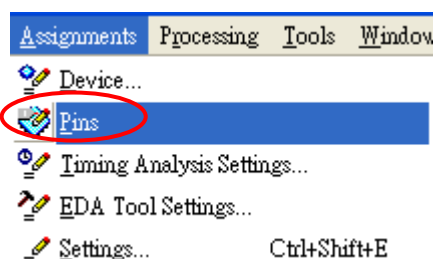 Assignments Processing Tools Window
Device...
Pins
Timing Analysis Settings...
EDA Tool Settings...
Settings... Ctrl+Shift+E